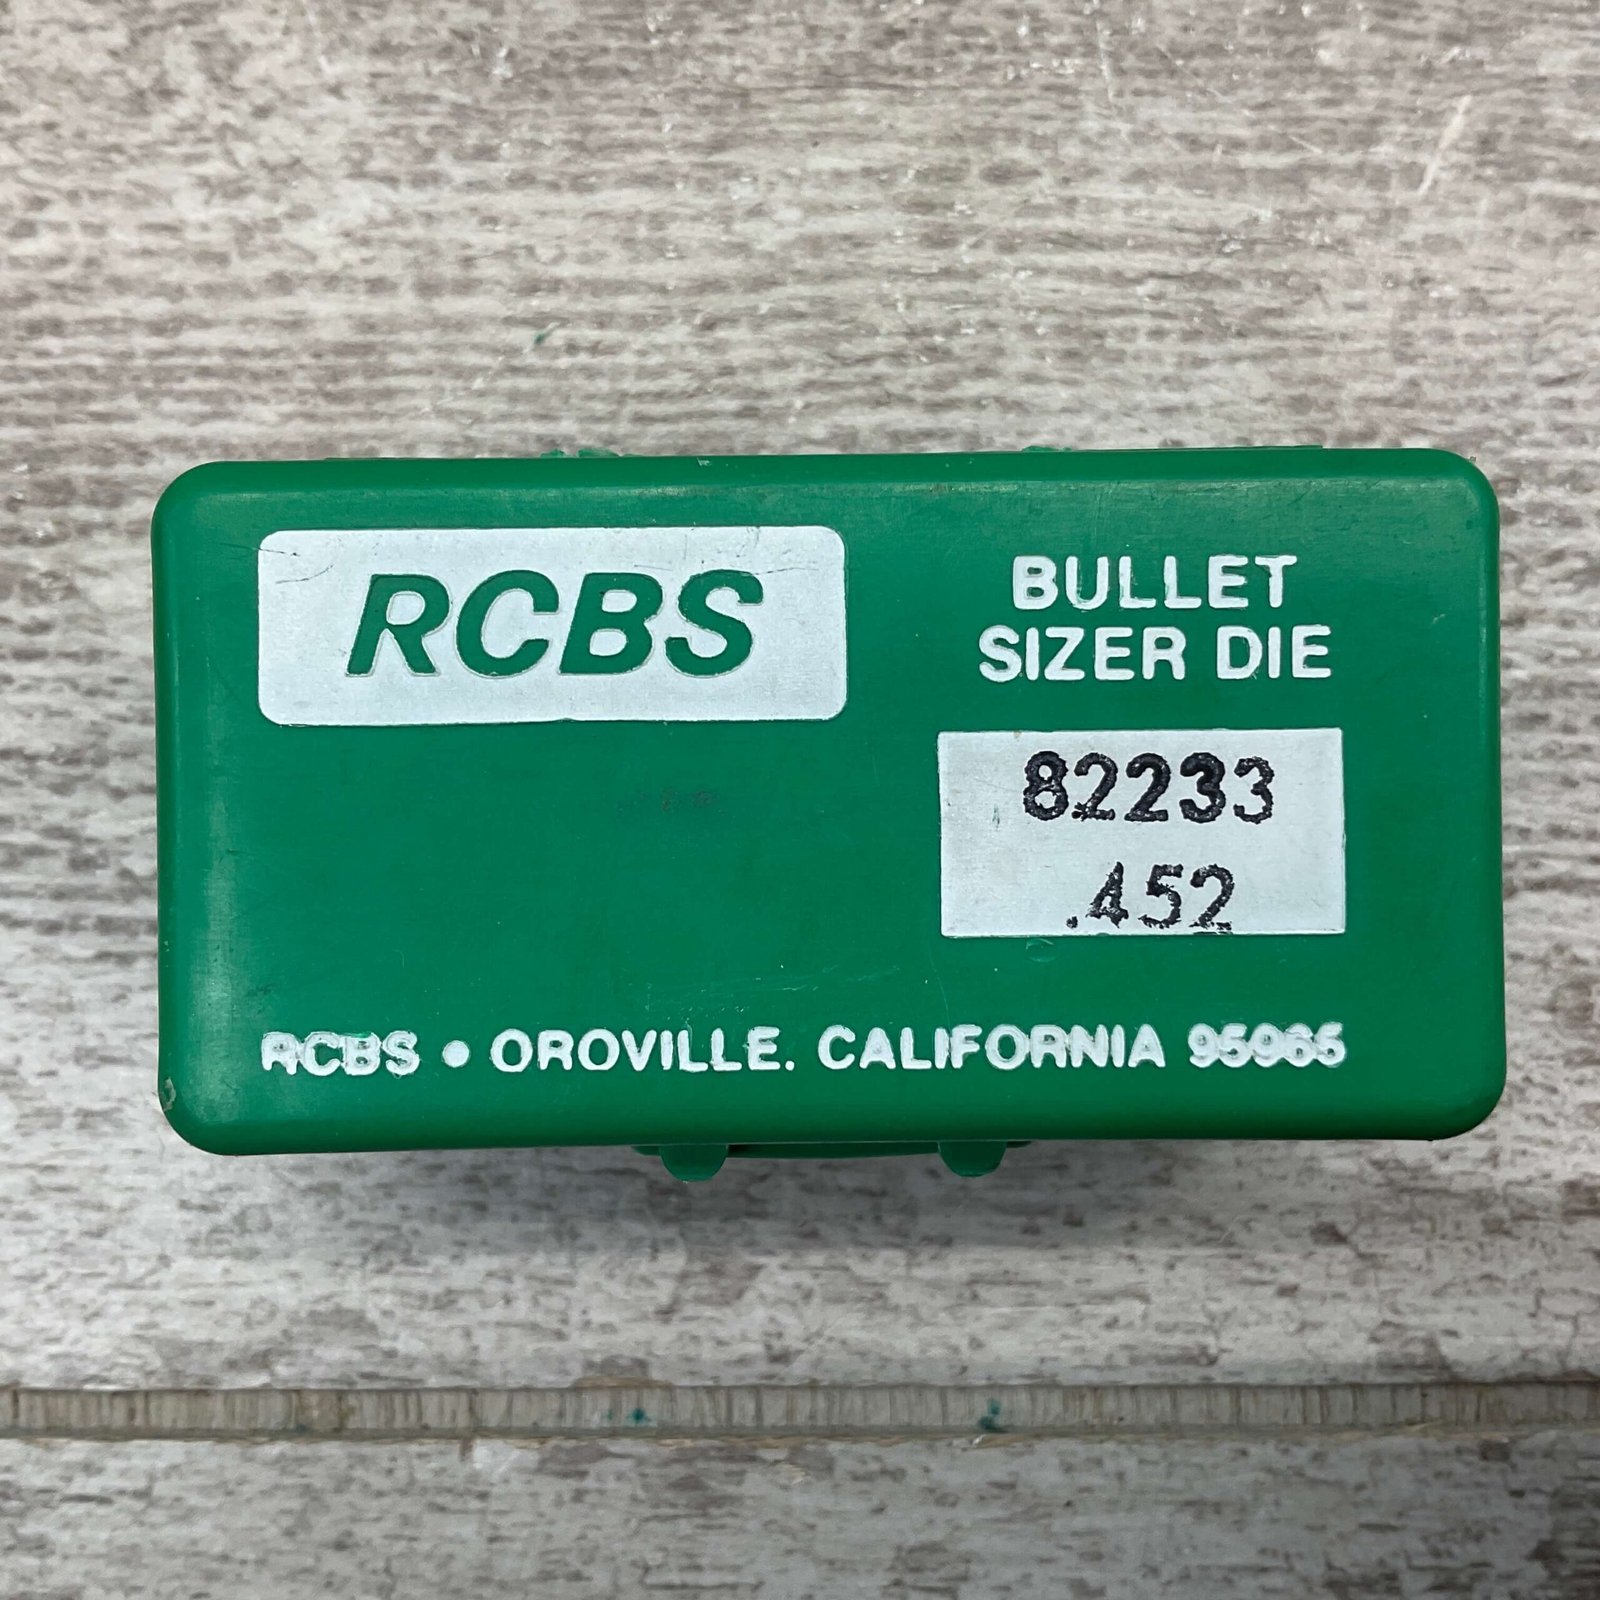 RCBS
BULLET
SIZER DIE
82233
.452
RCBS • OROVILLE. CALIFORNIA 95965